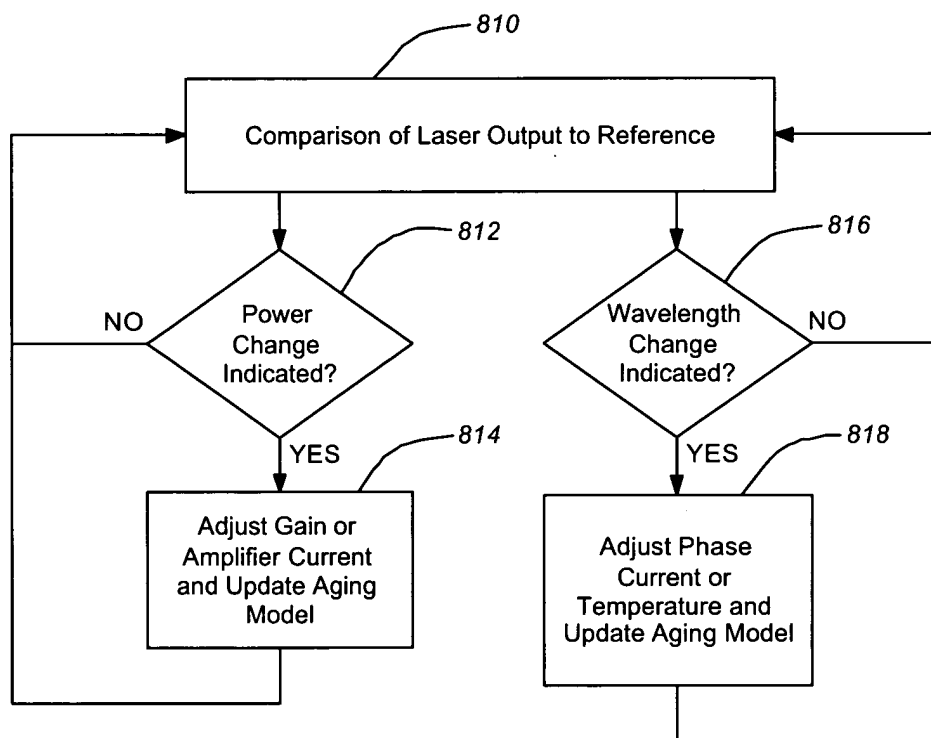 810
Comparison of Laser Output to Reference
812
816
Power
Change
Indicated?
NO
Wavelength
Change
Indicated?
NO
YES
814
YES
818
Adjust Gain or
Amplifier Current
and Update Aging
Model
Adjust Phase
Current or
Temperature and
Update Aging Model